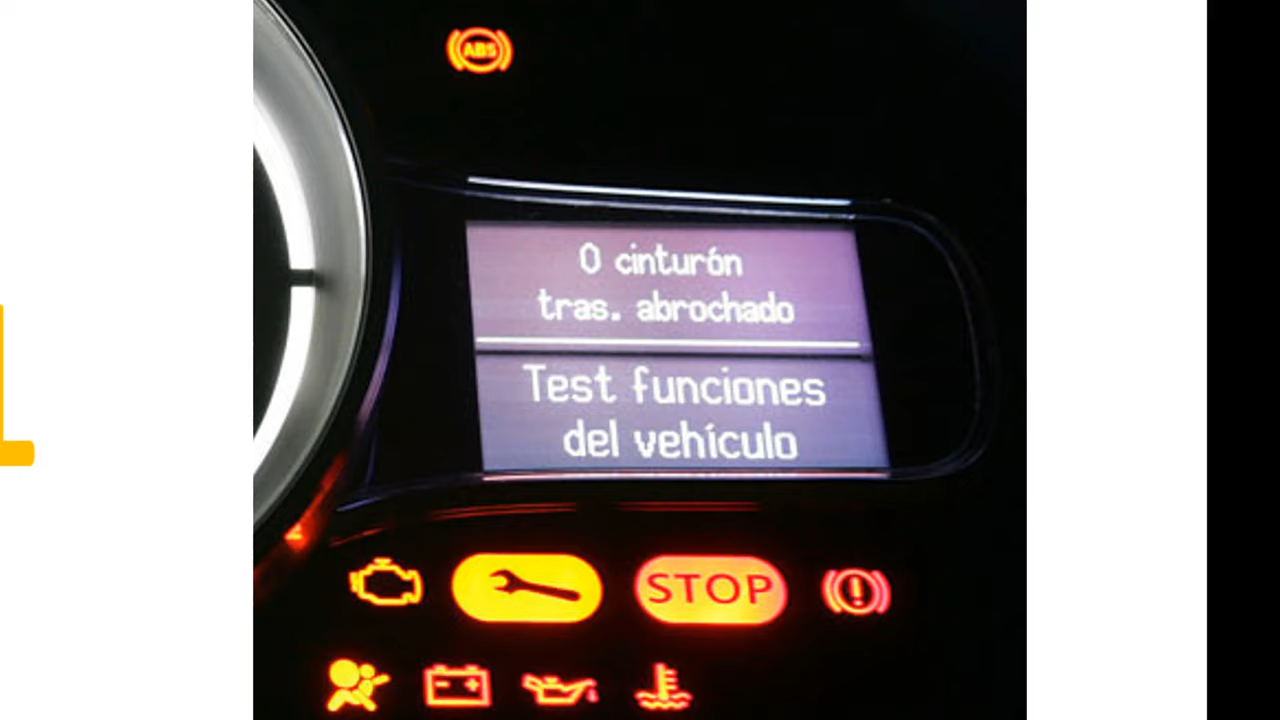 ABS
0 cinturón
tras. abrochado
Test funciones
del vehículo
STOP